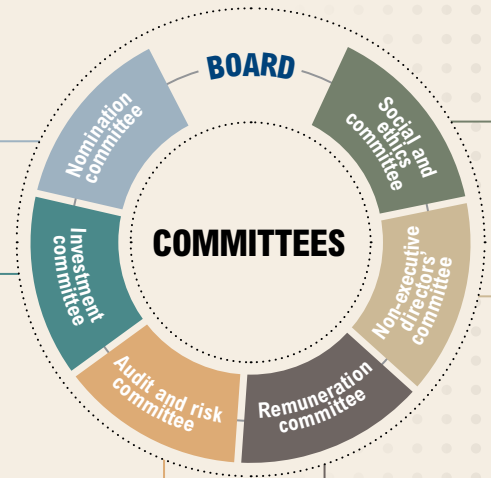 BOARD
Social and
ethics
committee
Non-executive
directors'
committee
Remuneration
committee
Audit and risk
committee
Investment
committee
Nomination
committee
COMMITTEES